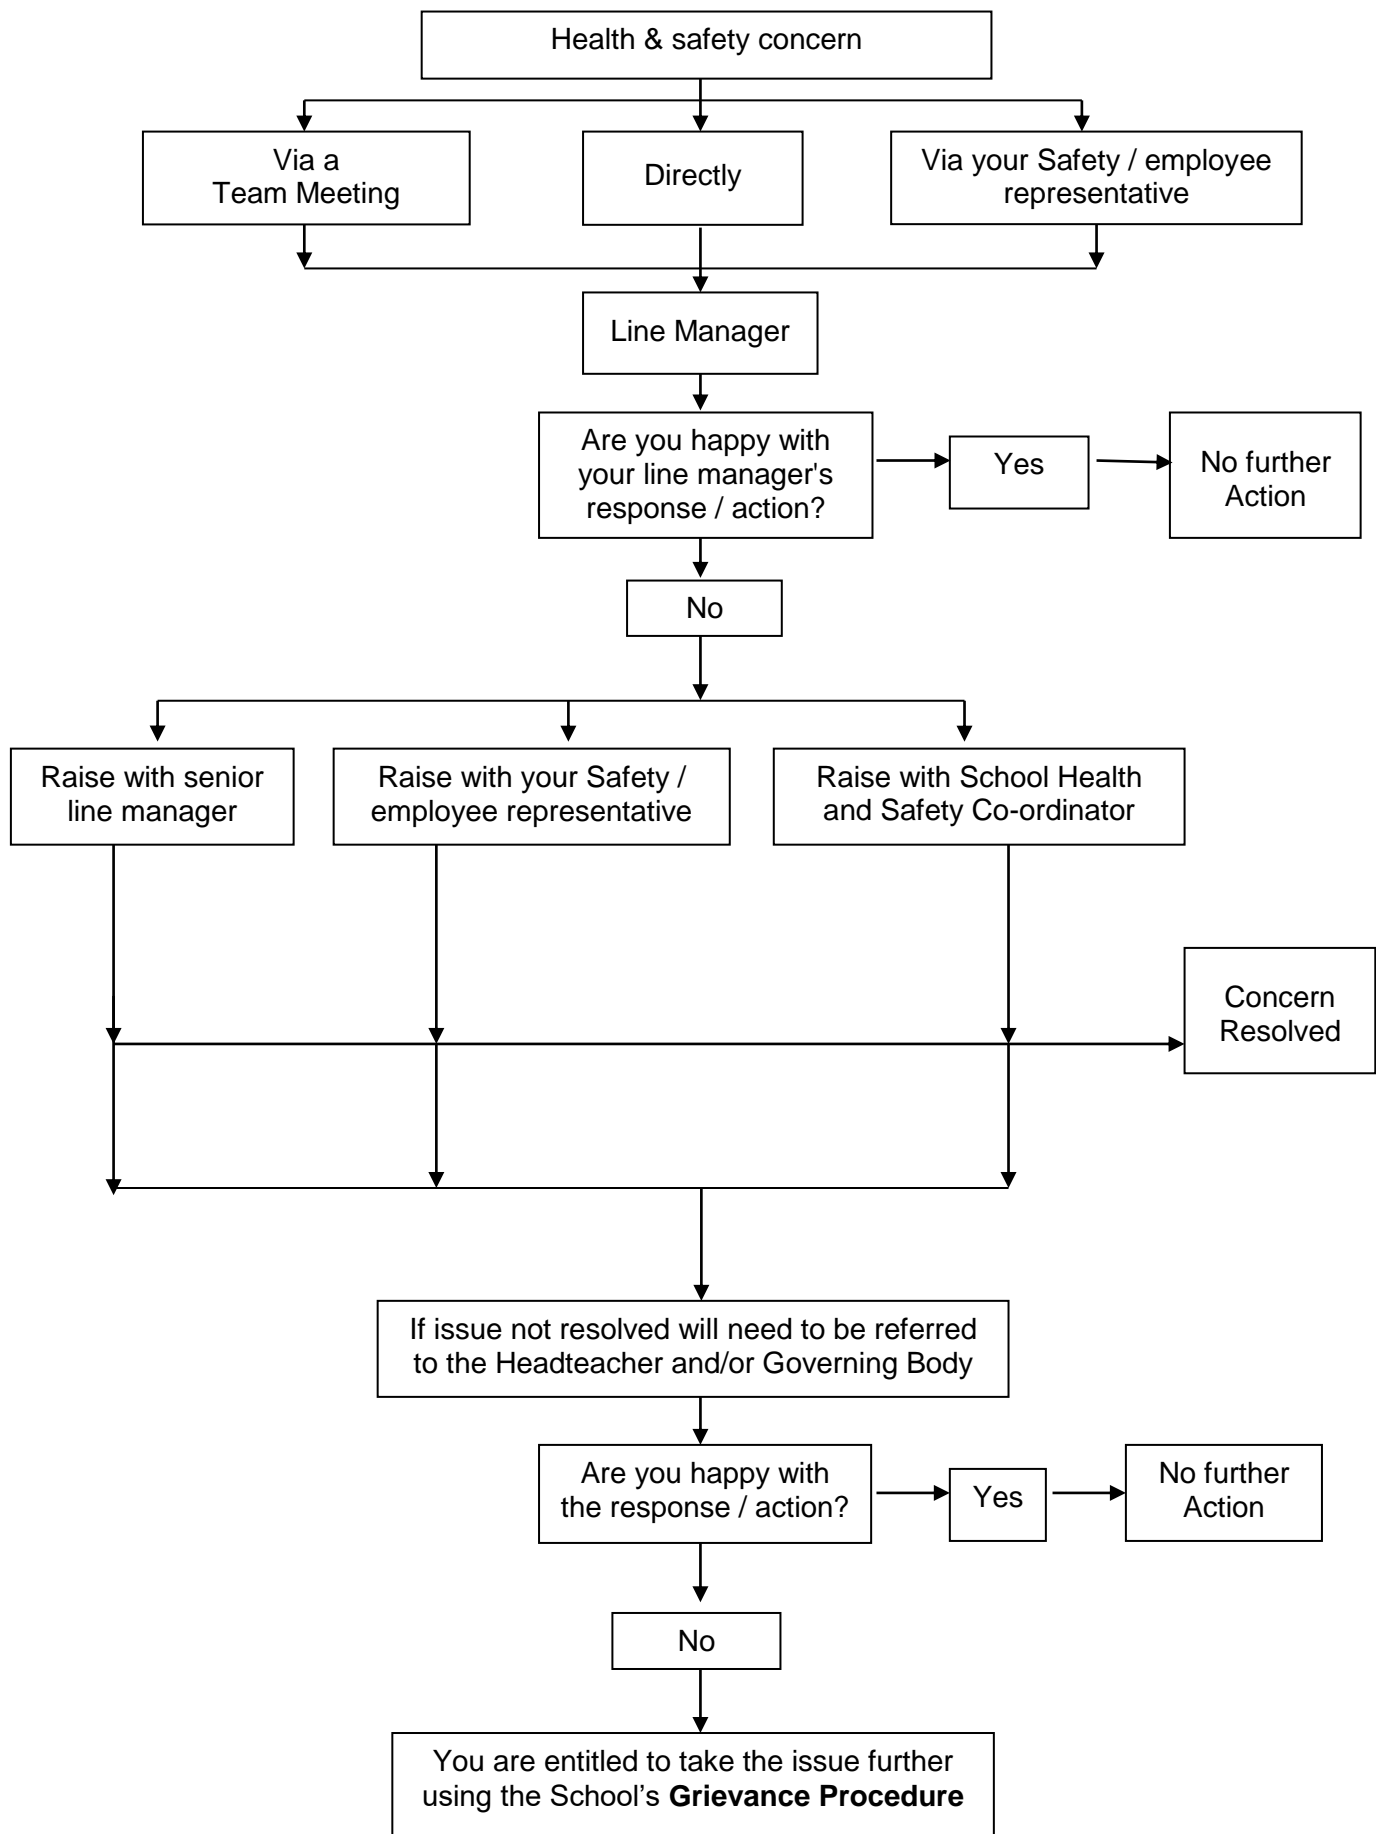 Health & safety concern
Via a
Team Meeting
Directly
Via your Safety / employee
representative
Line Manager
Are you happy with
your line manager's
response / action?
Yes
No further
Action
No
Raise with senior
line manager
Raise with your Safety /
employee representative
Raise with School Health
and Safety Co-ordinator
Concern
Resolved
If issue not resolved will need to be referred
to the Headteacher and/or Governing Body
Are you happy with
the response / action?
Yes
No further
Action
No
You are entitled to take the issue further
using the School’s Grievance Procedure